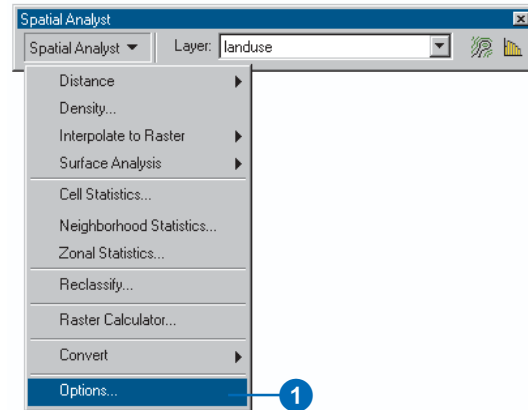 Spatial Analyst
Spatial Analyst Layer: landuse
Distance
Density...
Interpolate to Raster
Surface Analysis
Cell Statistics...
Neighborhood Statistics...
Zonal Statistics...
Reclassify...
Raster Calculator...
Convert
Options... 1